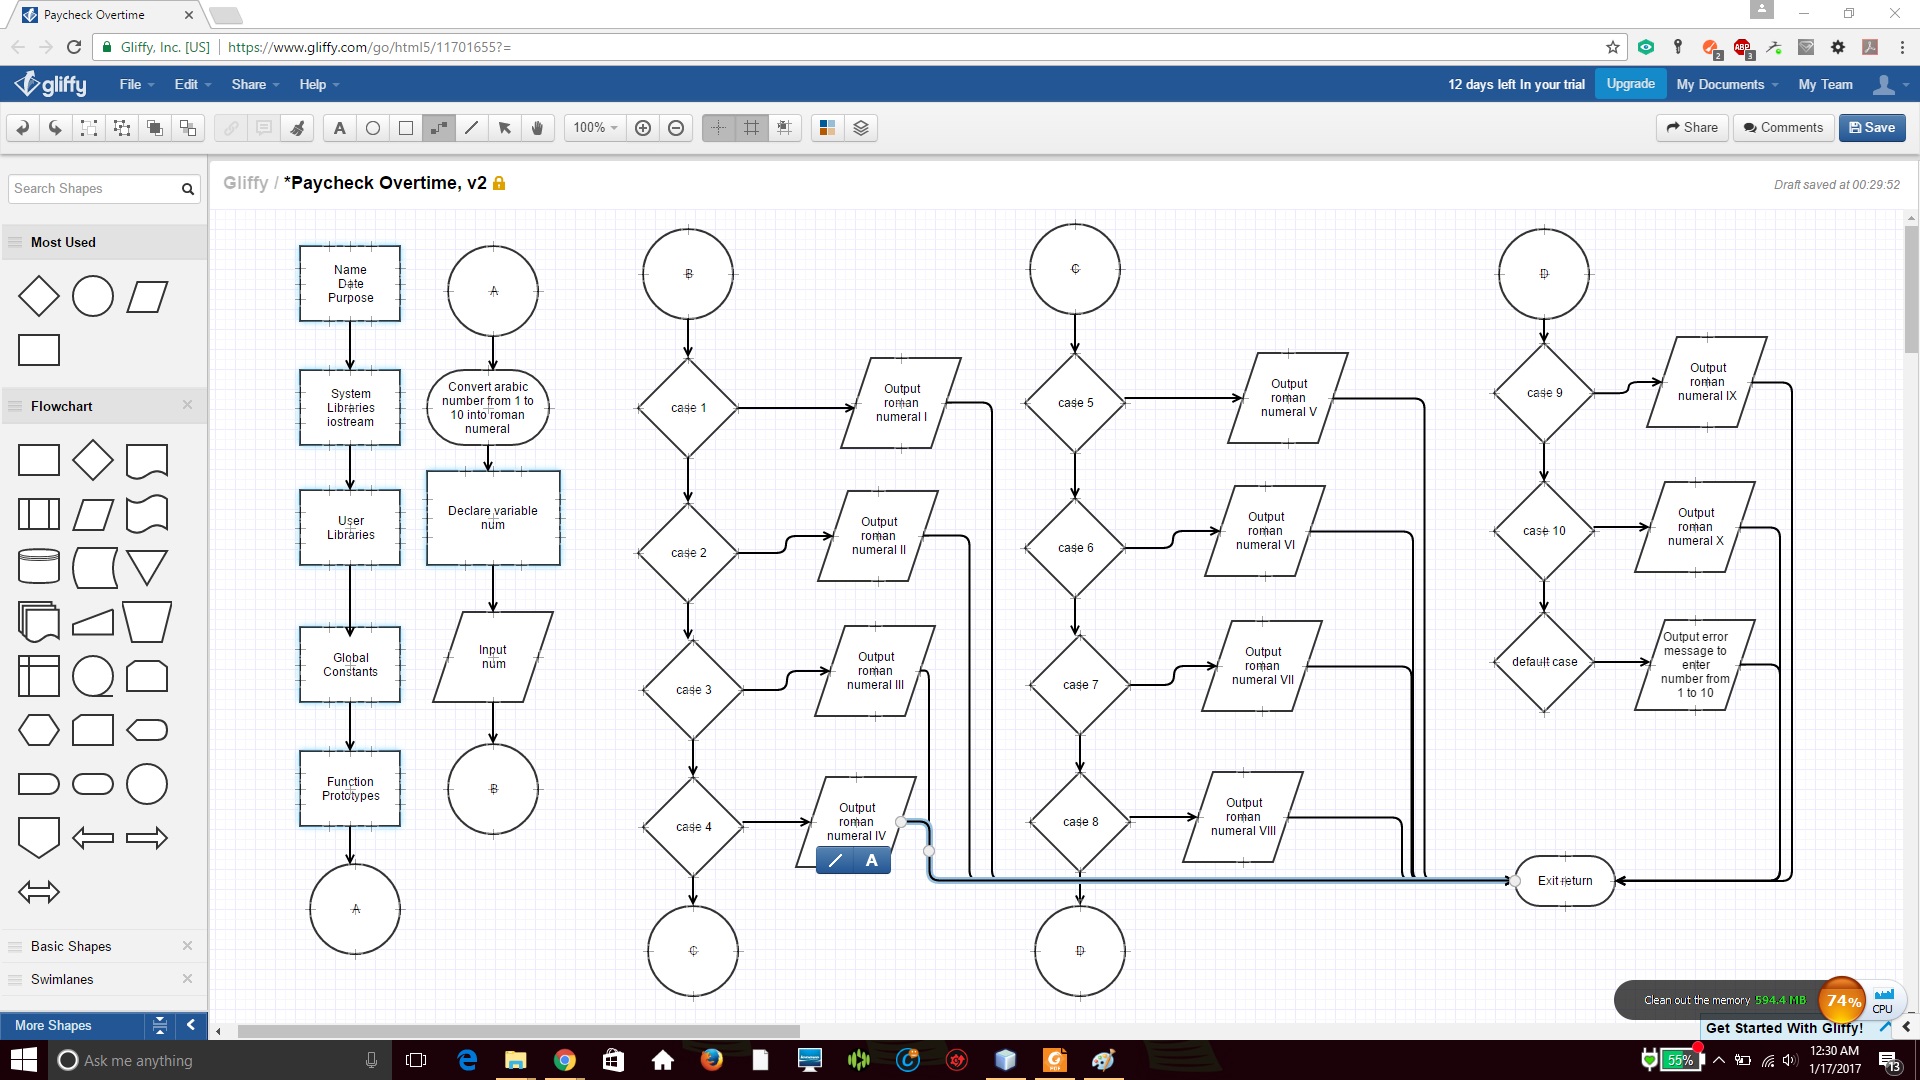 Paycheck Overtime
Gliffy, Inc. [US]
https://www.gliffy.com/go/html5/11701655?=
2
ABP
3
gliffy
File
Edit
Share
Help
12 days left In your trial
Upgrade
My Documents
My Team
A
100%
Share
Comments
Save
Search Shapes
Gliffy / *Paycheck Overtime, v2
Draft saved at 00:29:52
Most Used
Flowchart
Basic Shapes
Swimlanes
More Shapes
Name
Date
Purpose
System
Libraries
iostream
User
Libraries
Global
Constants
Function
Prototypes
A
A
Convert arabic
number from 1 to
10 into roman
numeral
Declare variable
num
Input
num
B
B
case 1
Output
roman
numeral I
case 2
Output
roman
numeral II
case 3
Output
roman
numeral III
case 4
Output
roman
numeral IV
A
C
C
case 5
Output
roman
numeral V
case 6
Output
roman
numeral VI
case 7
Output
roman
numeral VII
case 8
Output
roman
numeral VIII
D
D
case 9
Output
roman
numeral IX
case 10
Output
roman
numeral X
default case
Output error
message to
enter
number from
1 to 10
Exit return
Clean out the memory 594.4 MB
74%
CPU
Get Started With Gliffy!
Ask me anything
55%
12:30 AM
1/17/2017
13